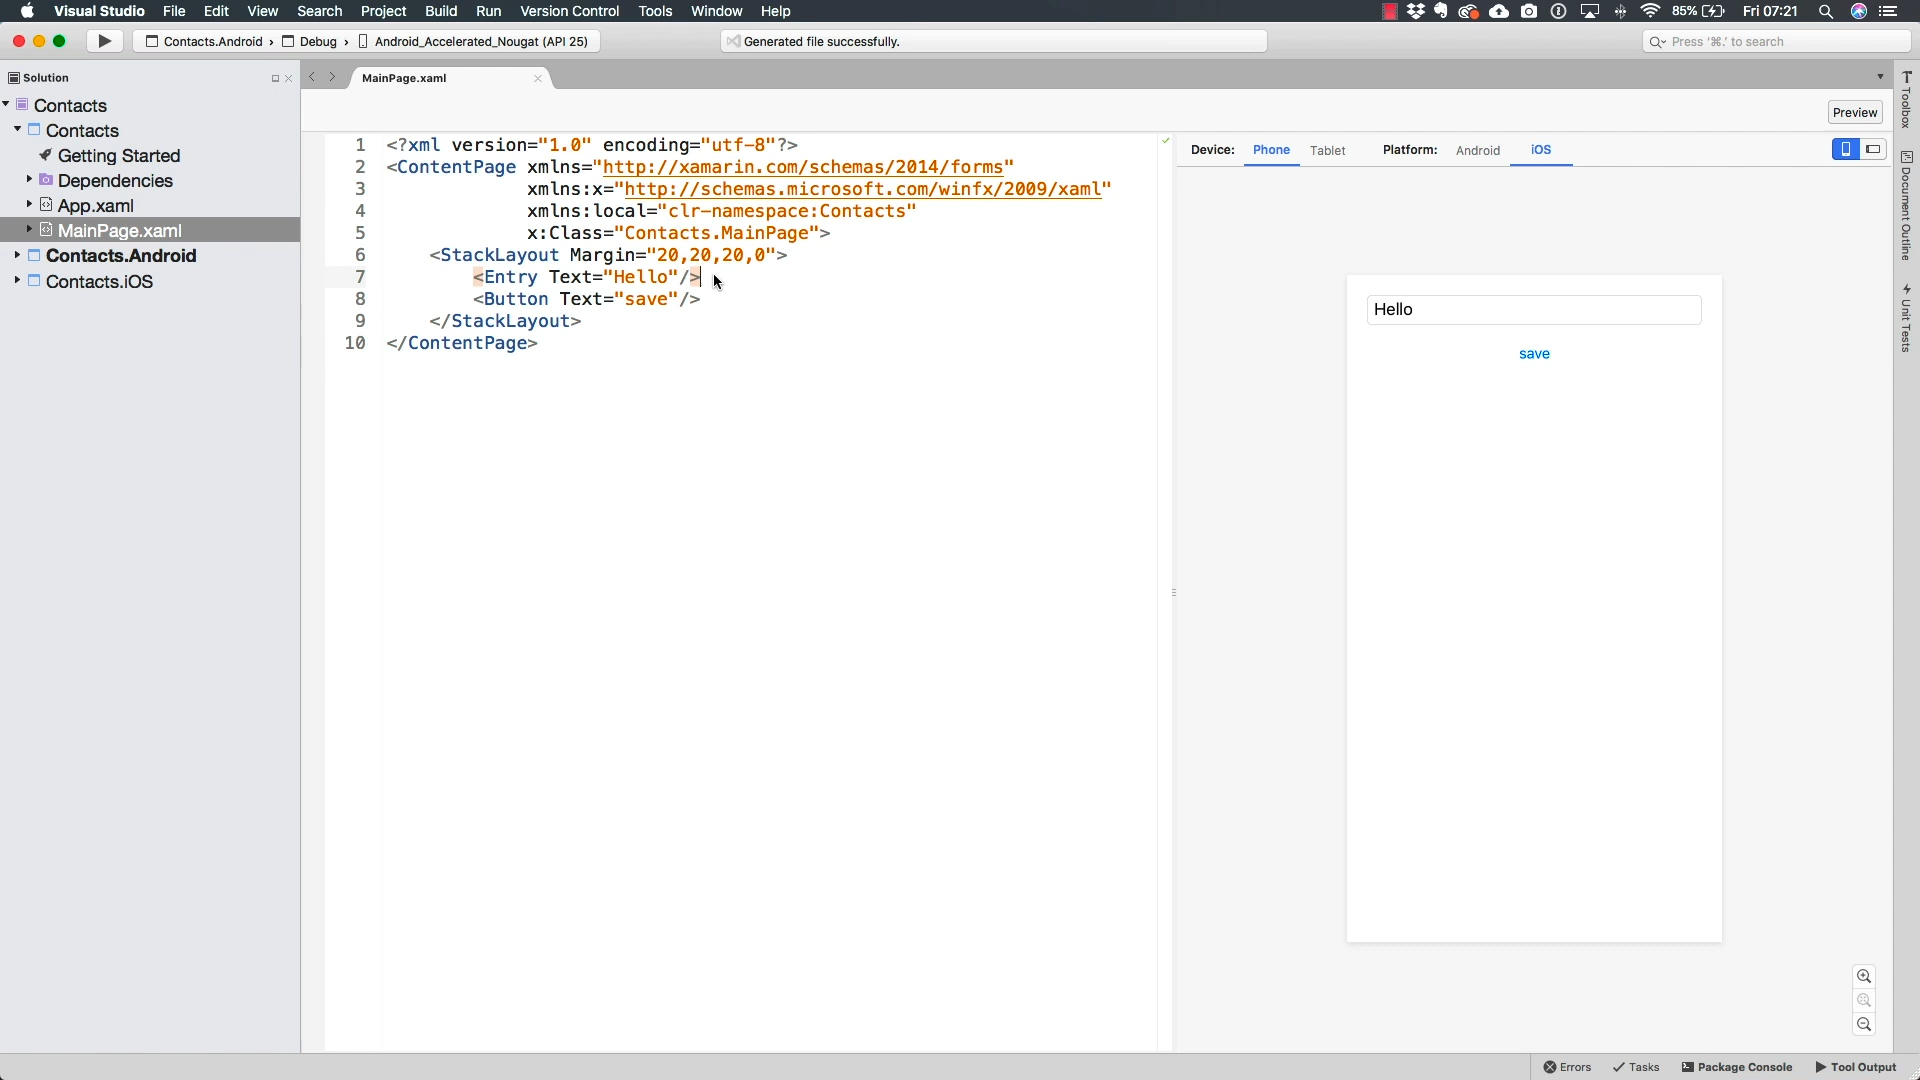 Visual Studio File Edit View Search Project Build Run Version Control Tools Window Help 85% Fri 07:21
Contacts.Android › Debug › Android_Accelerated_Nougat (API 25)
Generated file successfully.
Press '⌘.' to search
Solution
MainPage.xaml
Contacts
Contacts
Getting Started
Dependencies
App.xaml
MainPage.xaml
Contacts.Android
Contacts.iOS
1 <?xml version="1.0" encoding="utf-8"?>
2 <ContentPage xmlns="http://xamarin.com/schemas/2014/forms"
3 xmlns:x="http://schemas.microsoft.com/winfx/2009/xaml"
4 xmlns:local="clr-namespace:Contacts"
5 x:Class="Contacts.MainPage">
6 <StackLayout Margin="20,20,20,0">
7 <Entry Text="Hello"/>
8 <Button Text="save"/>
9 </StackLayout>
10 </ContentPage>
Preview
Device: Phone Tablet Platform: Android iOS
Hello
save
Toolbox
Document Outline
Unit Tests
Errors Tasks Package Console Tool Output